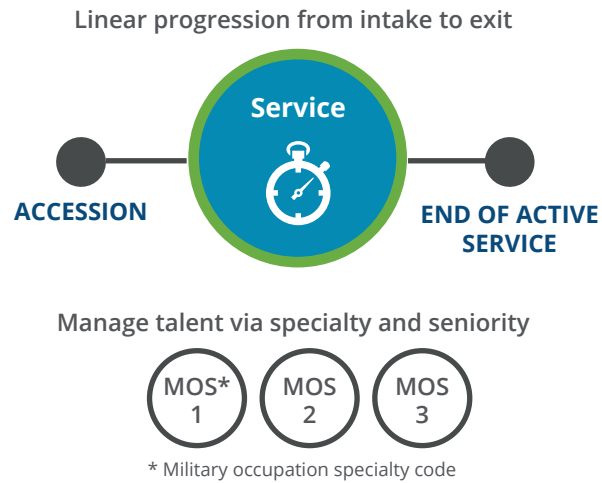 Linear progression from intake to exit
Service
ACCESSION
END OF ACTIVE
SERVICE
Manage talent via specialty and seniority
MOS*
1
MOS
2
MOS
3
* Military occupation specialty code